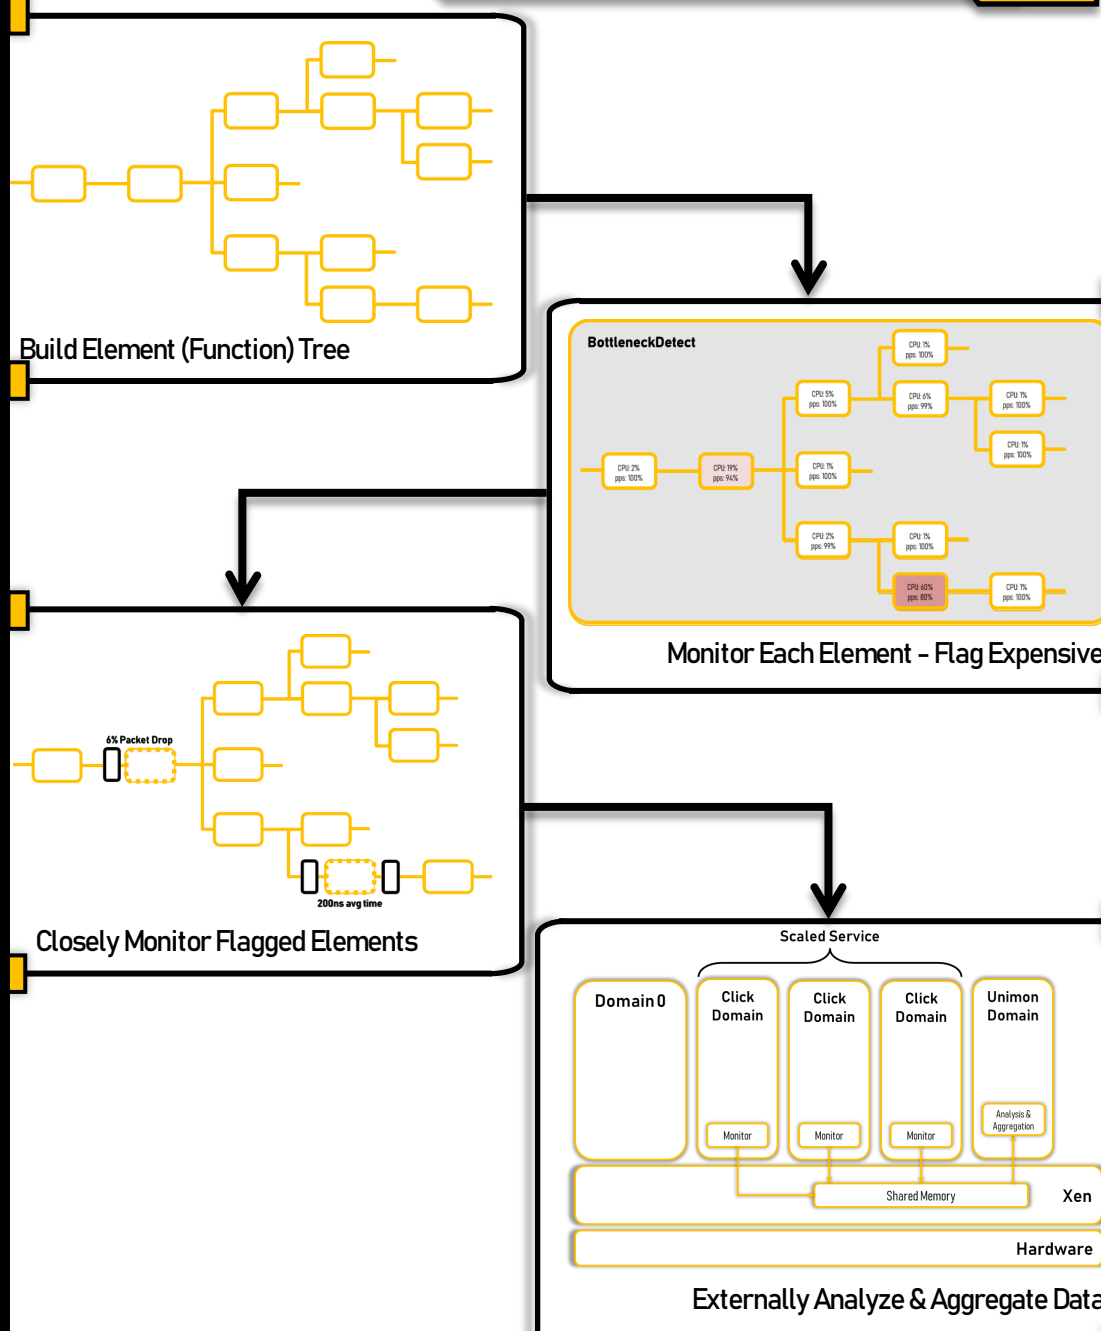 Build Element (Function) Tree
BottleneckDetect
CPU: 1%
pps: 100%
CPU: 5%
pps: 100%
CPU: 6%
pps: 99%
CPU: 1%
pps: 100%
CPU: 1%
pps: 100%
CPU: 2%
pps: 100%
CPU: 19%
pps: 94%
CPU: 1%
pps: 100%
CPU: 2%
pps: 99%
CPU: 1%
pps: 100%
CPU: 60%
pps: 80%
CPU: 1%
pps: 100%
Monitor Each Element - Flag Expensive
6% Packet Drop
200ns avg time
Closely Monitor Flagged Elements
Scaled Service
Domain 0
Click
Domain
Click
Domain
Click
Domain
Unimon
Domain
Monitor
Monitor
Monitor
Analysis &
Aggregation
Shared Memory
Xen
Hardware
Externally Analyze & Aggregate Data